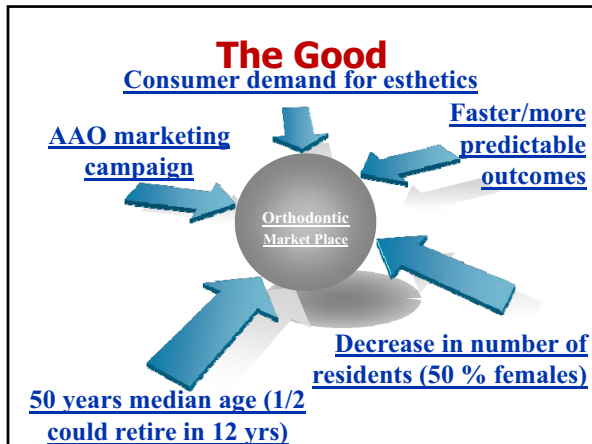 The Good
Consumer demand for esthetics
AAO marketing
campaign
Faster/more
predictable
outcomes
Orthodontic
Market Place
Decrease in number of
residents (50 % females)
50 years median age (1/2
could retire in 12 yrs)